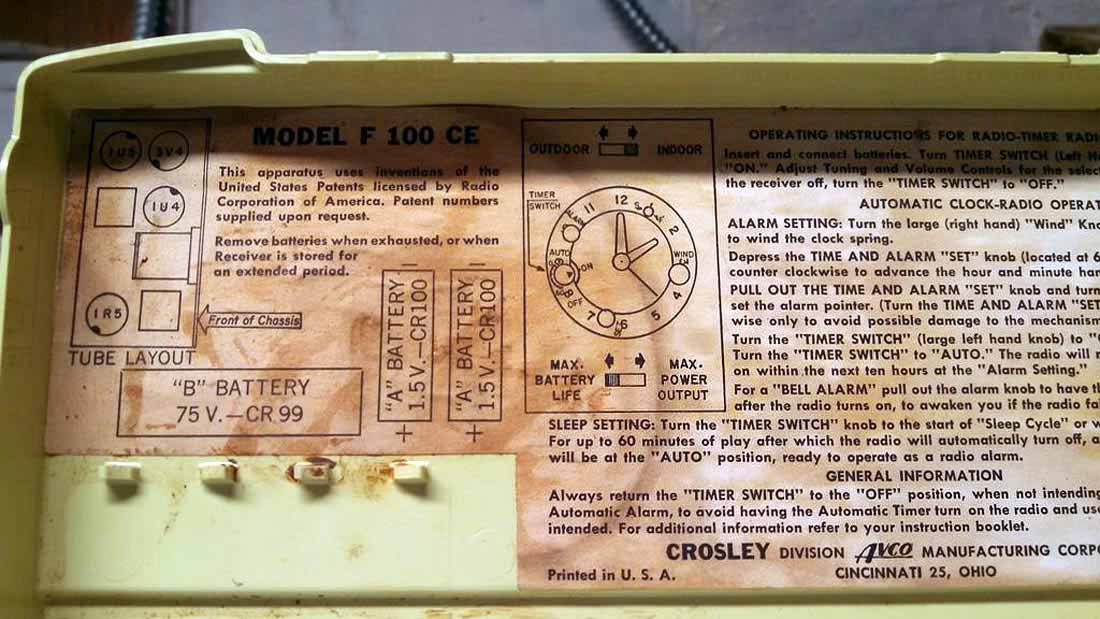 MODEL F 100 CE
1U5
3V4
1U4
1R5
TUBE LAYOUT
This apparatus uses inventions of the
United States Patents licensed by Radio
Corporation of America. Patent numbers
supplied upon request.
Remove batteries when exhausted, or when
Receiver is stored for
an extended period.
Front of Chassis
"B" BATTERY
75 V.—CR 99
"A" BATTERY
1.5 V.—CR100
"A" BATTERY
1.5 V.—CR100
OUTDOOR
INDOOR
TIMER
SWITCH
ALARM
AUTO
ON
OFF
WIND
11
12
2
4
5
6
7
MAX.
BATTERY
LIFE
MAX.
POWER
OUTPUT
OPERATING INSTRUCTIONS FOR RADIO-TIMER
Insert and connect batteries. Turn TIMER SWITCH (Left
"ON." Adjust Tuning and Volume Controls for the
the receiver off, turn the "TIMER SWITCH" to "OFF."
AUTOMATIC CLOCK-RADIO
ALARM SETTING: Turn the large (right hand) "Wind"
to wind the clock spring.
Depress the TIME AND ALARM "SET" knob (located at 6
counter clockwise to advance the hour and minute
PULL OUT THE TIME AND ALARM "SET" knob and turn
set the alarm pointer. (Turn the TIME AND ALARM "SET
wise only to avoid possible damage to the mechanism
Turn the "TIMER SWITCH" (large left hand knob) to
Turn the "TIMER SWITCH" to "AUTO." The radio will
on within the next ten hours at the "Alarm Setting."
For a "BELL ALARM" pull out the alarm knob to have
after the radio turns on, to awaken you if the radio
SLEEP SETTING: Turn the "TIMER SWITCH" knob to the start of "Sleep Cycle" or
For up to 60 minutes of play after which the radio will automatically turn off,
will be at the "AUTO" position, ready to operate as a radio alarm.
GENERAL INFORMATION
Always return the "TIMER SWITCH" to the "OFF" position, when not intending
Automatic Alarm, to avoid having the Automatic Timer turn on the radio and
intended. For additional information refer to your instruction booklet.
CROSLEY DIVISION AVCO MANUFACTURING
Printed in U. S. A.
CINCINNATI 25, OHIO